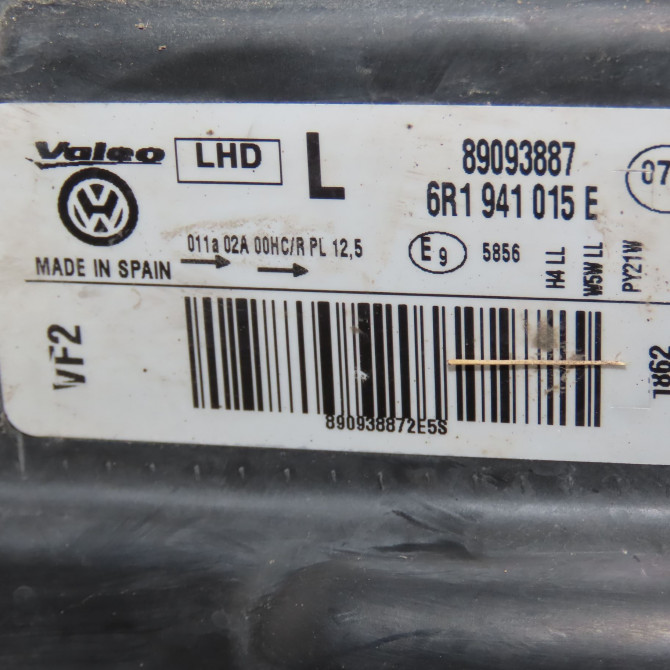 Valeo LHD L 89093887 07
6R1 941 015 E
011a 02A 00HC/R PL 12,5 E9 5856
H4 LL
W5W LL
PY21W
MADE IN SPAIN
VF2
1862
890938872E5S